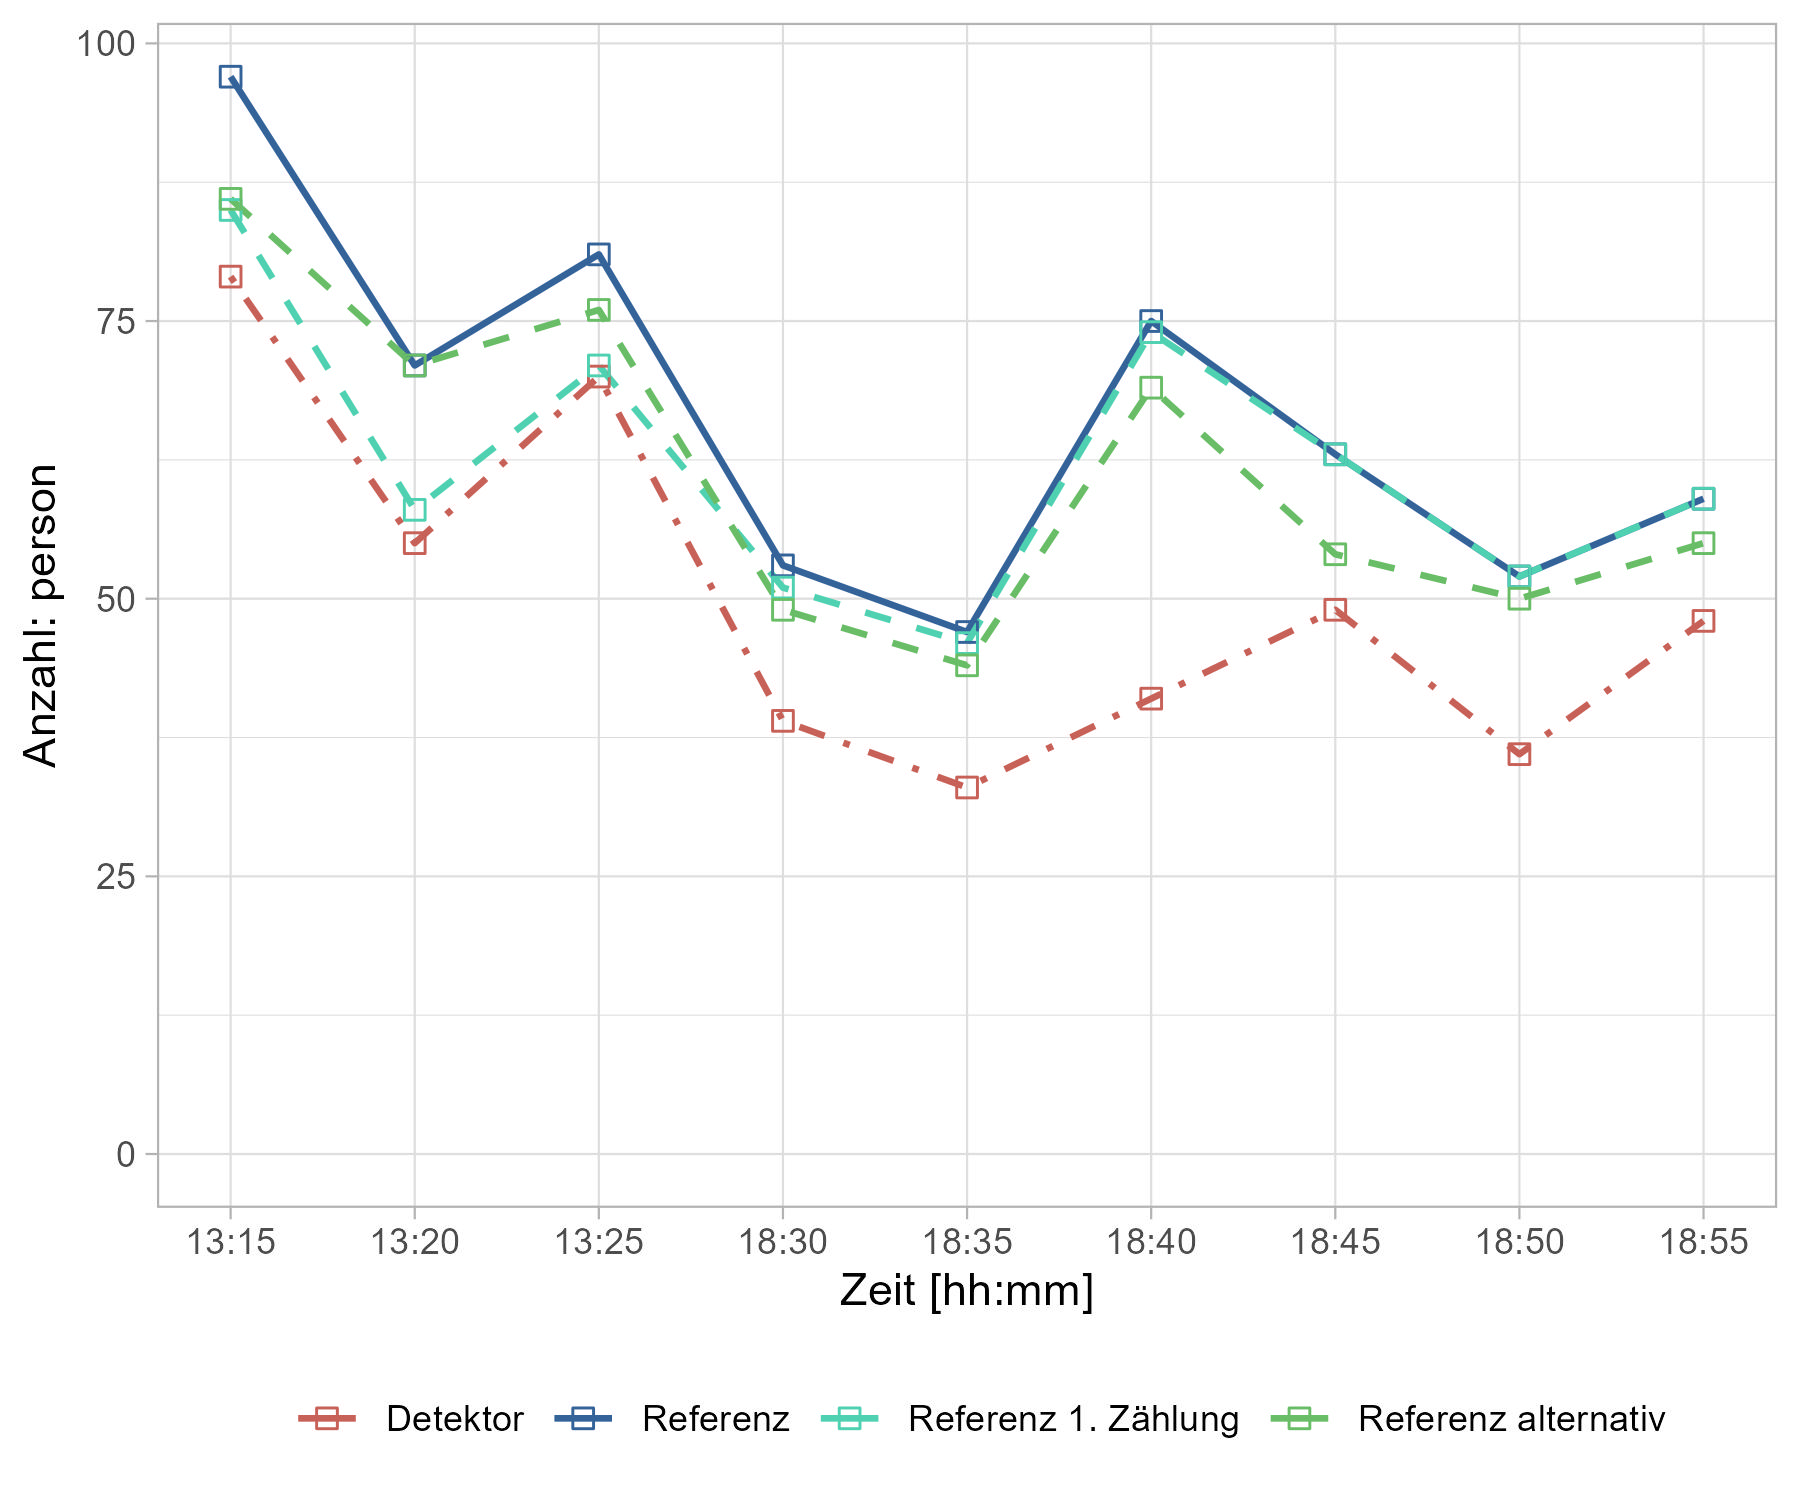 100
75
50
25
0
Anzahl: person
13:15 13:20 13:25 18:30 18:35 18:40 18:45 18:50 18:55
Zeit [hh:mm]
Detektor Referenz Referenz 1. Zählung Referenz alternativ